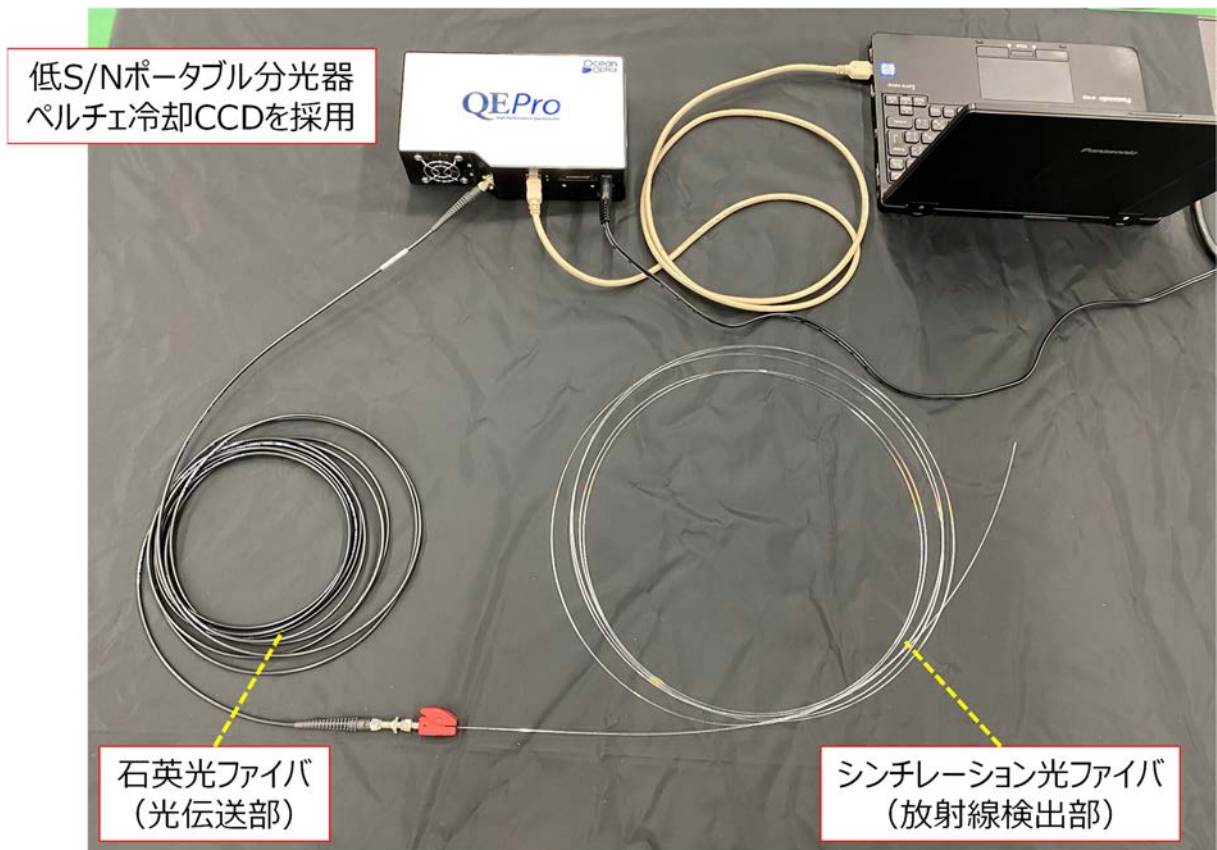 低S/Nポータブル分光器
ペルチェ冷却CCDを採用
Ocean
OPTICS
QEPro
Panasonic
Panasonic
石英光ファイバ
（光伝送部）
シンチレーション光ファイバ
（放射線検出部）